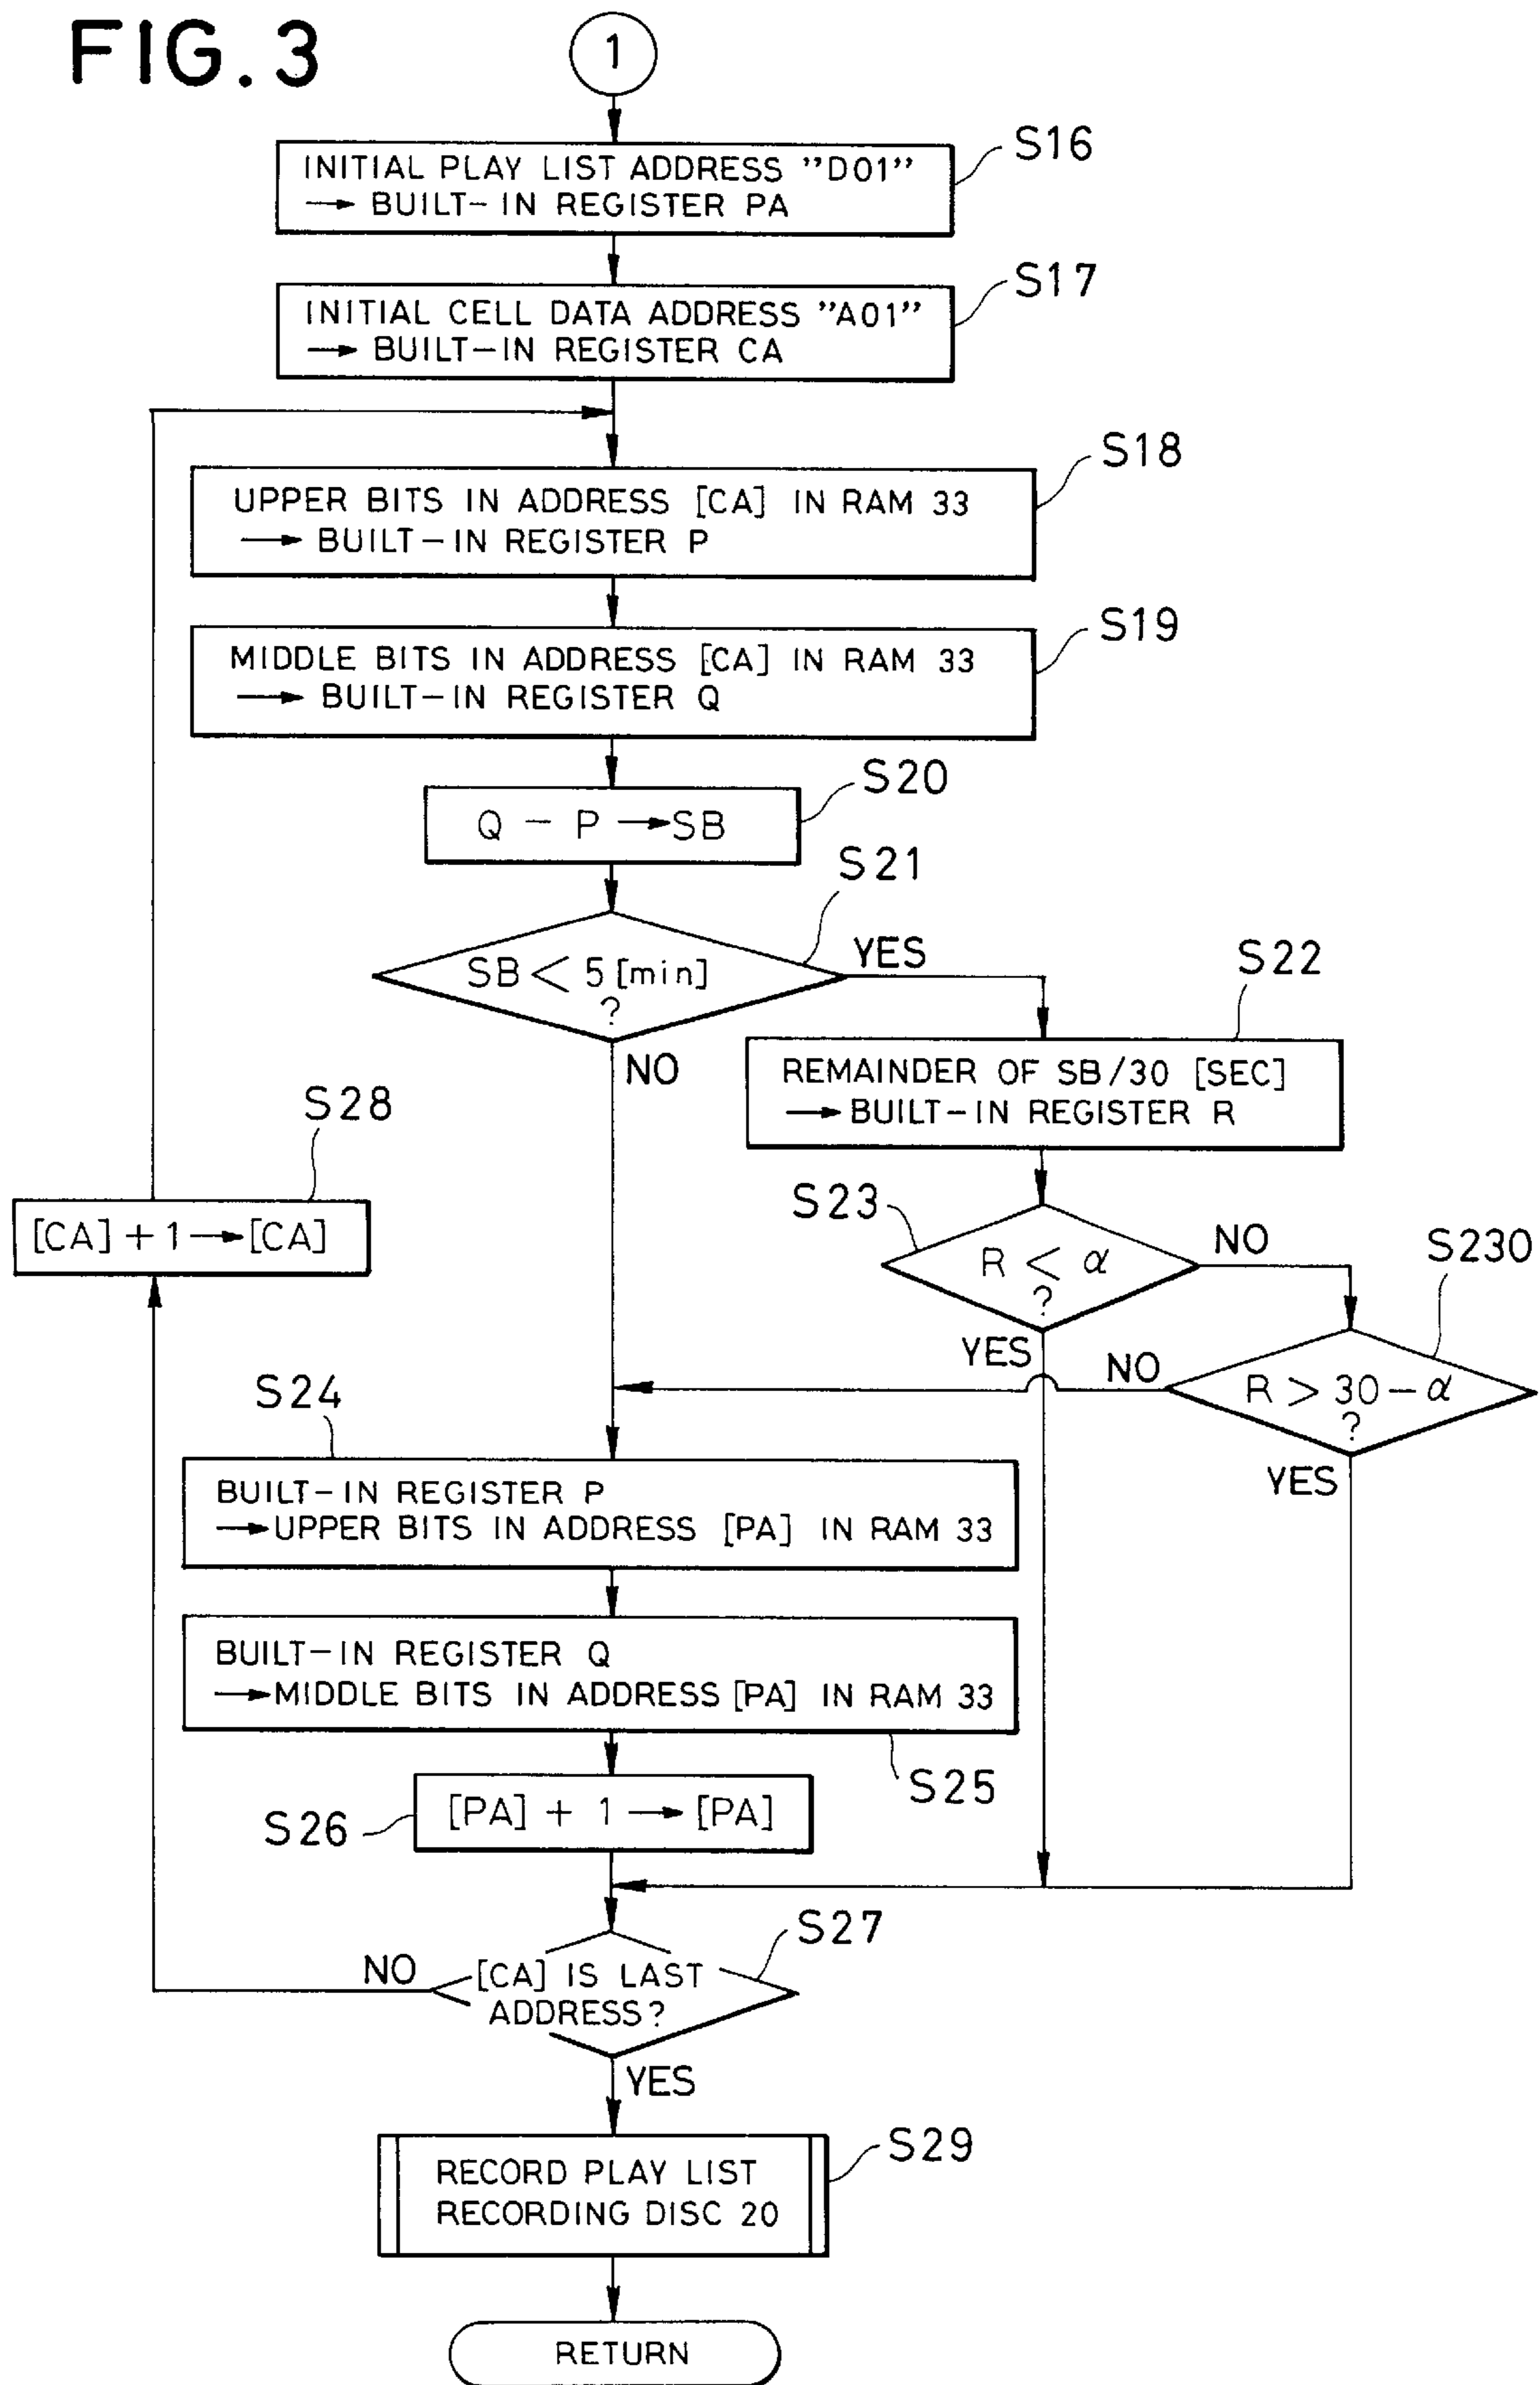 FIG. 3
1
S16
INITIAL PLAY LIST ADDRESS "D01"
→ BUILT-IN REGISTER PA
S17
INITIAL CELL DATA ADDRESS "A01"
→ BUILT-IN REGISTER CA
S18
UPPER BITS IN ADDRESS [CA] IN RAM 33
→ BUILT-IN REGISTER P
S19
MIDDLE BITS IN ADDRESS [CA] IN RAM 33
→ BUILT-IN REGISTER Q
S20
Q - P → SB
S21
SB < 5 [min]
?
YES
NO
S22
REMAINDER OF SB/30 [SEC]
→ BUILT-IN REGISTER R
S28
[CA] + 1 → [CA]
S23
R < α
?
NO
YES
S230
R > 30 - α
?
NO
YES
S24
BUILT-IN REGISTER P
→ UPPER BITS IN ADDRESS [PA] IN RAM 33
BUILT-IN REGISTER Q
→ MIDDLE BITS IN ADDRESS [PA] IN RAM 33
S25
S26
[PA] + 1 → [PA]
S27
[CA] IS LAST
ADDRESS?
NO
YES
S29
RECORD PLAY LIST
RECORDING DISC 20
RETURN